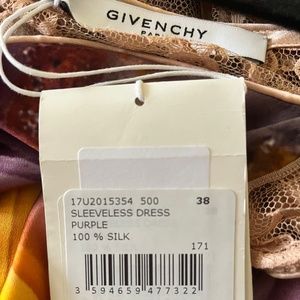 GIVENCHY
PARIS
17U2015354 500 38
SLEEVELESS DRESS
PURPLE
100 % SILK
171
3 594659 477322